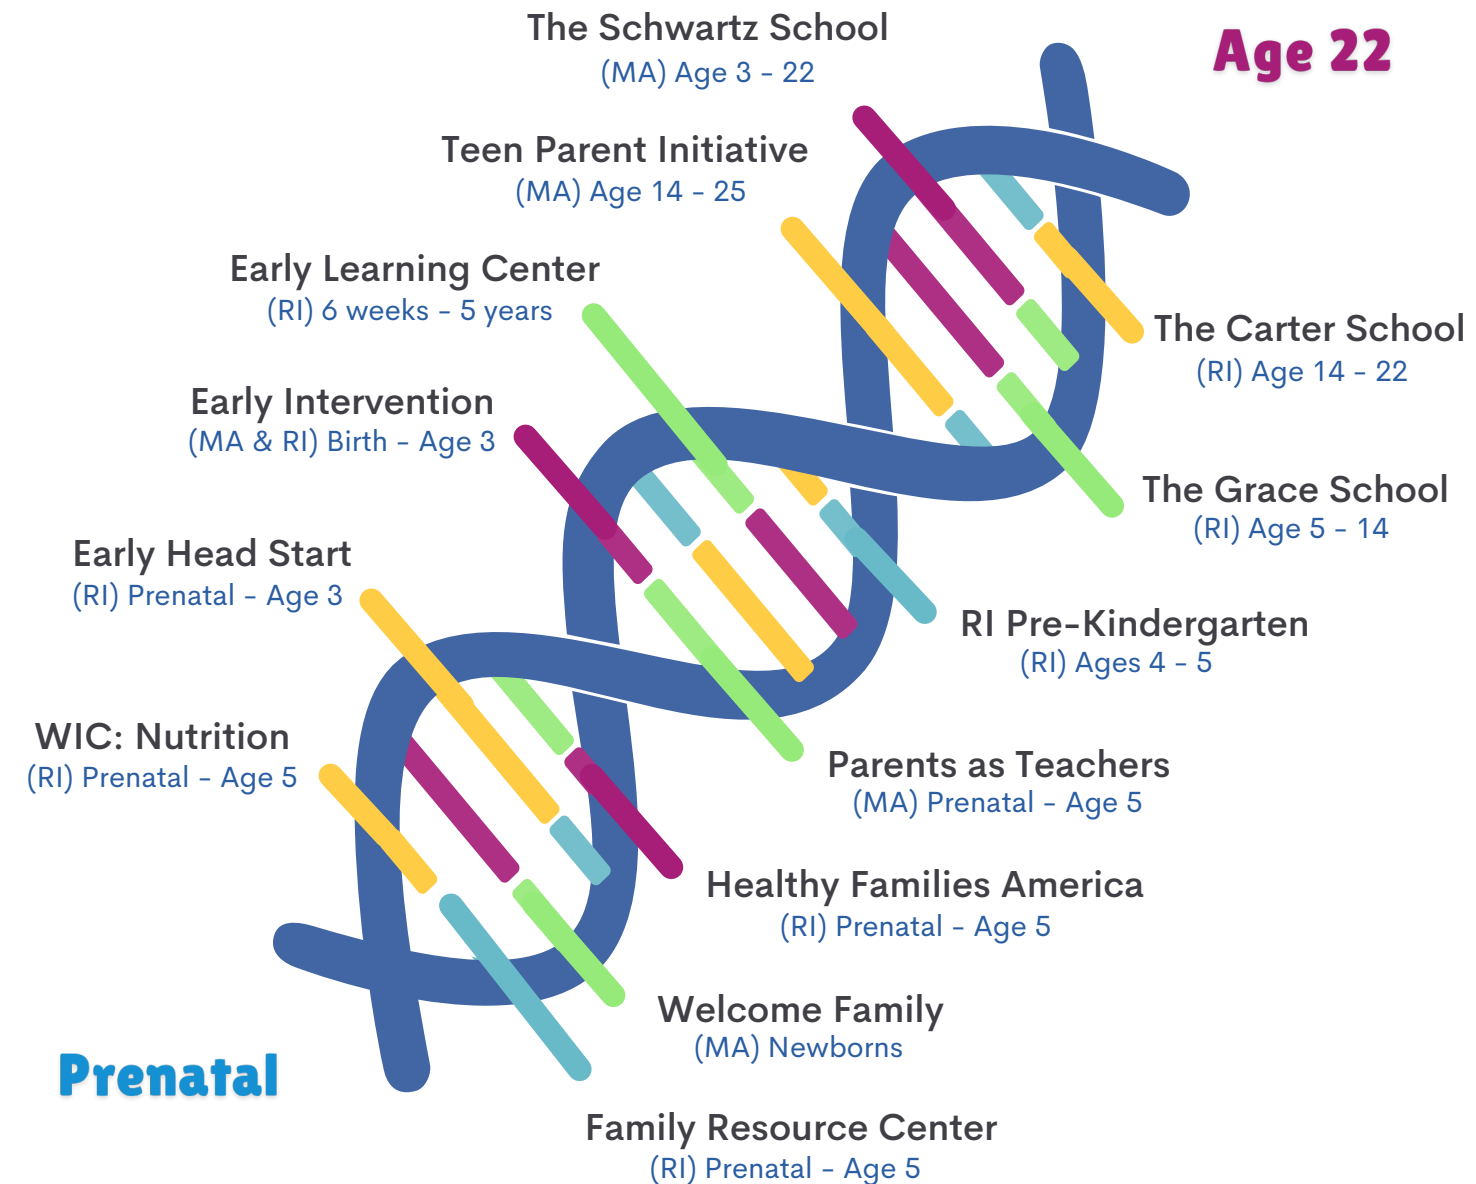 The Schwartz School
(MA) Age 3 - 22
Age 22
Teen Parent Initiative
(MA) Age 14 - 25
Early Learning Center
(RI) 6 weeks - 5 years
The Carter School
(RI) Age 14 - 22
Early Intervention
(MA & RI) Birth - Age 3
The Grace School
(RI) Age 5 - 14
Early Head Start
(RI) Prenatal - Age 3
RI Pre-Kindergarten
(RI) Ages 4 - 5
WIC: Nutrition
(RI) Prenatal - Age 5
Parents as Teachers
(MA) Prenatal - Age 5
Healthy Families America
(RI) Prenatal - Age 5
Welcome Family
(MA) Newborns
Prenatal
Family Resource Center
(RI) Prenatal - Age 5